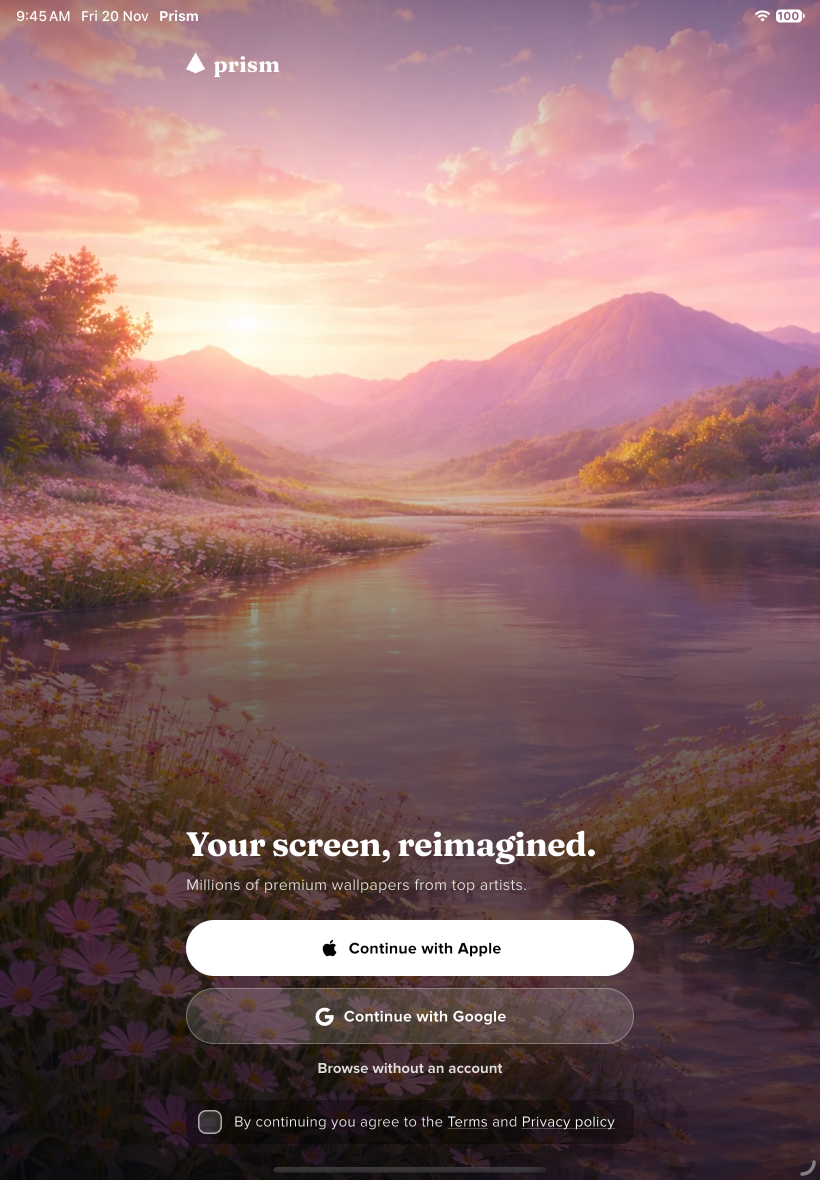 9:45 AM Fri 20 Nov Prism
100
prism
Your screen, reimagined.
Millions of premium wallpapers from top artists.
Continue with Apple
Continue with Google
Browse without an account
By continuing you agree to the Terms and Privacy policy